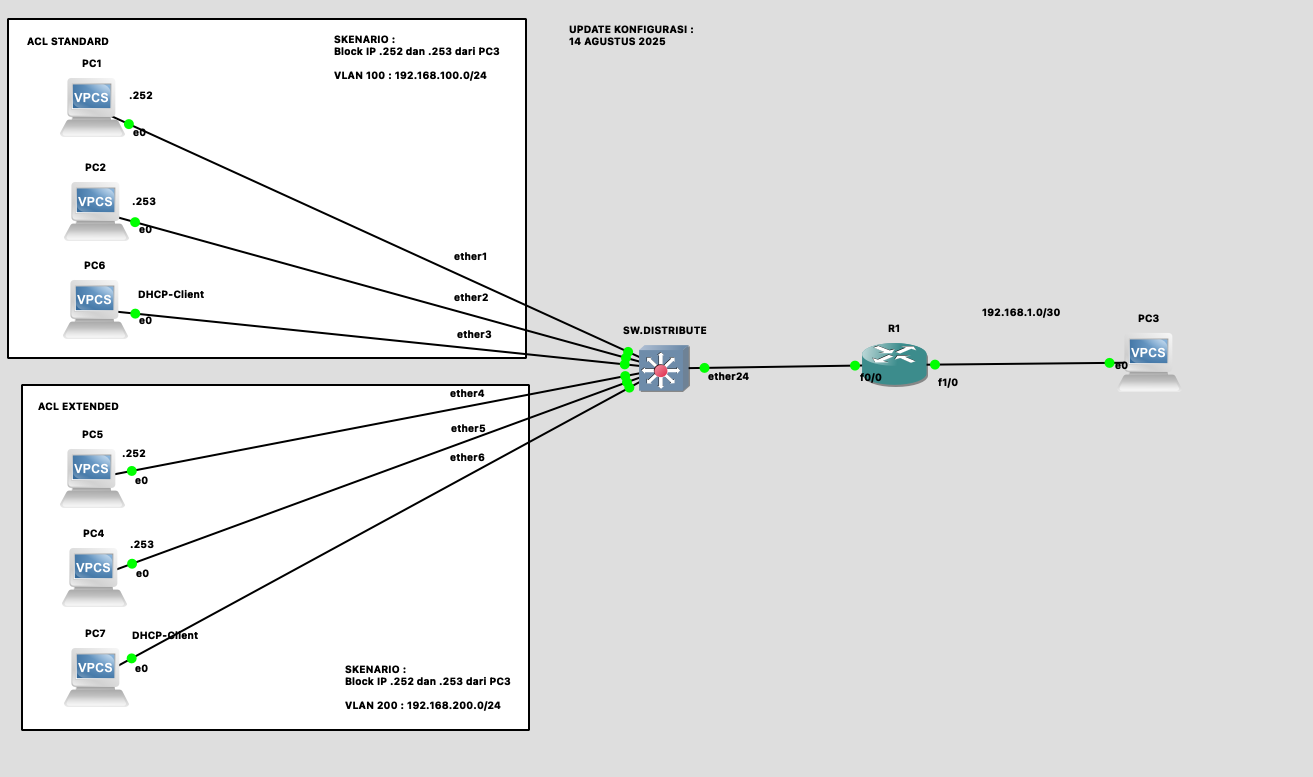 ACL STANDARD
SKENARIO :
Block IP .252 dan .253 dari PC3
VLAN 100 : 192.168.100.0/24
UPDATE KONFIGURASI :
14 AGUSTUS 2025
PC1
VPCS
.252
e0
PC2
VPCS
.253
e0
PC6
VPCS
DHCP-Client
e0
ether1
ether2
ether3
SW.DISTRIBUTE
ether24
R1
f0/0
f1/0
192.168.1.0/30
PC3
VPCS
e0
ACL EXTENDED
ether4
ether5
ether6
PC5
VPCS
.252
e0
PC4
VPCS
.253
e0
PC7
VPCS
DHCP-Client
e0
SKENARIO :
Block IP .252 dan .253 dari PC3
VLAN 200 : 192.168.200.0/24